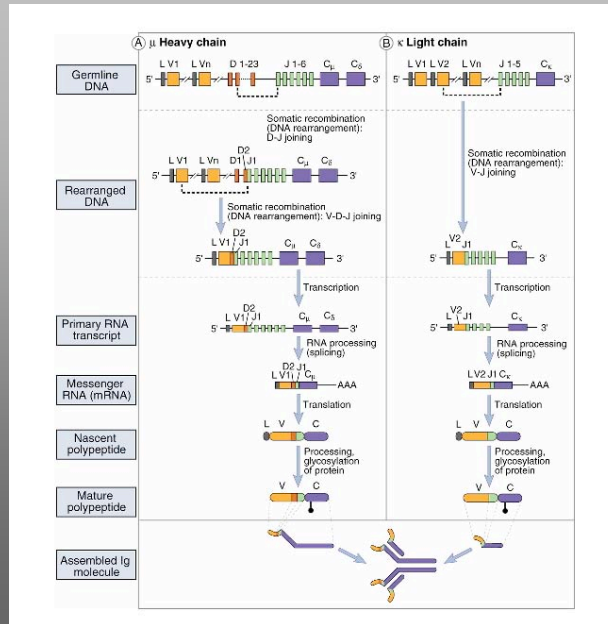 A μ Heavy chain
B κ Light chain
Germline
DNA
L V1 L Vn D 1-23 J 1-6 Cμ Cδ
5' 3'
L V1 L V2 L Vn J 1-5 Cκ
5' 3'
Somatic recombination
(DNA rearrangement):
D-J joining
Rearranged
DNA
D2
L V1 L Vn D1 J1 Cμ Cδ
5' 3'
Somatic recombination
(DNA rearrangement): V-D-J joining
Somatic recombination
(DNA rearrangement):
V-J joining
D2
L V1 J1 Cμ Cδ
5' 3'
V2
L J1 Cκ
5' 3'
Transcription
Transcription
Primary RNA
transcript
D2
L V1 J1 Cμ Cδ
5' 3'
V2
L J1 Cκ
5' 3'
RNA processing
(splicing)
RNA processing
(splicing)
Messenger
RNA (mRNA)
D2 J1
L V1 Cμ
AAA
L V2 J1 Cκ
AAA
Translation
Translation
Nascent
polypeptide
L V C
L V C
Processing,
glycosylation
of protein
Processing,
glycosylation
of protein
Mature
polypeptide
V C
V C
Assembled Ig
molecule